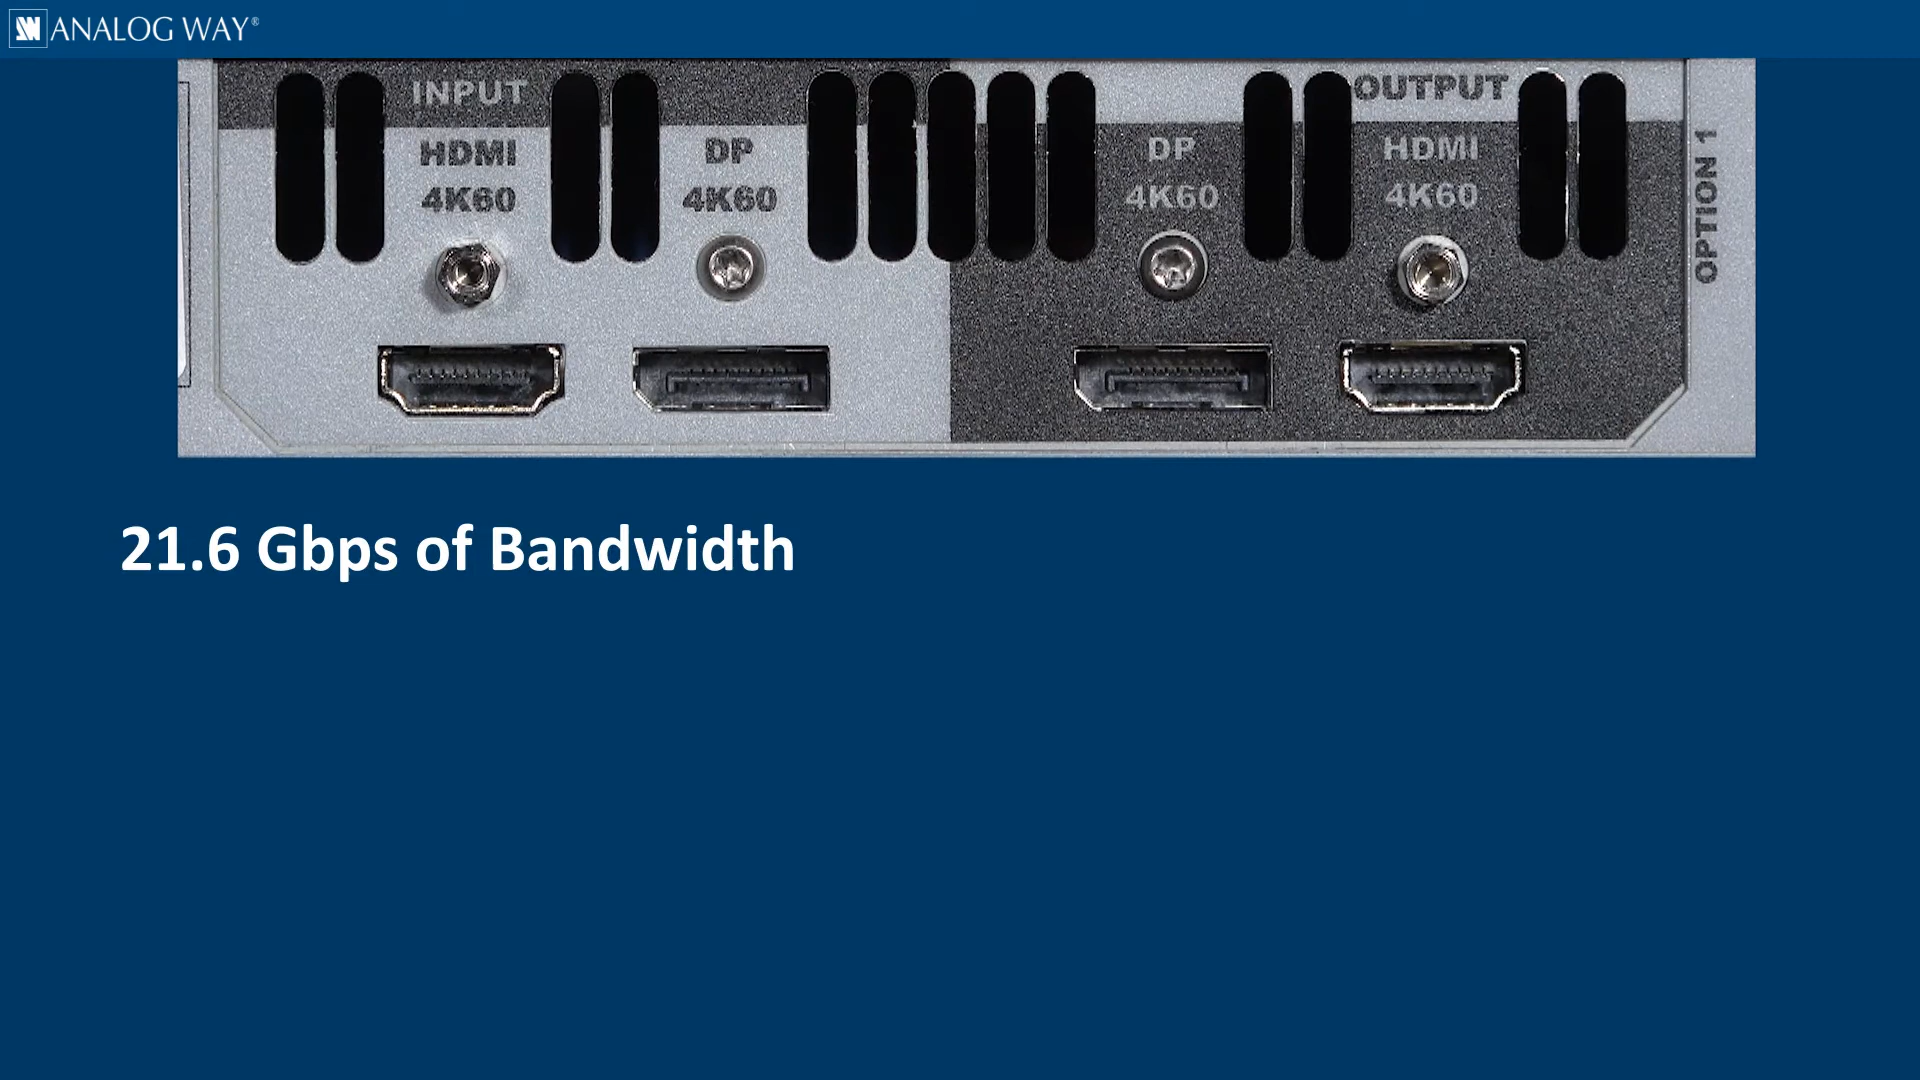 ANALOG WAY®
INPUT
OUTPUT
HDMI
4K60
DP
4K60
DP
4K60
HDMI
4K60
OPTION 1
21.6 Gbps of Bandwidth